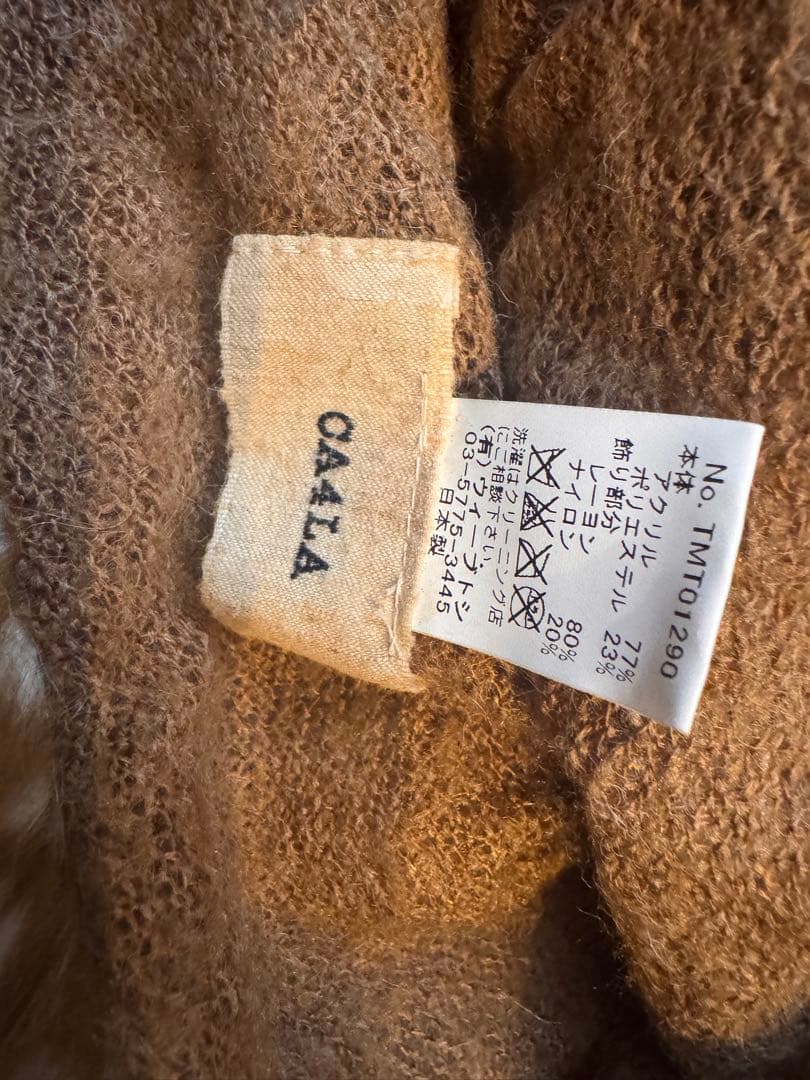 CA4LA
No. TMT01290
本体
アクリル 77%
ポリエステル 23%
飾り部分
レーヨン 80%
ナイロン 20%
洗濯はクリーニング店
にご相談下さい。
(有)ウィーブトシ
03-5775-3445
日本製